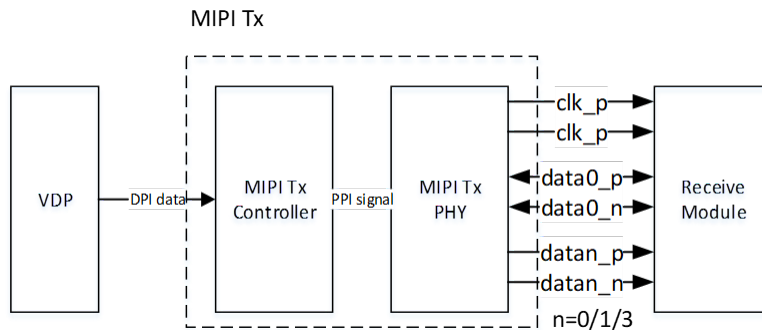 MIPI Tx
VDP
DPI data
MIPI Tx
Controller
PPI signal
MIPI Tx
PHY
clk_p
clk_p
data0_p
data0_n
datan_p
datan_n
n=0/1/3
Receive
Module